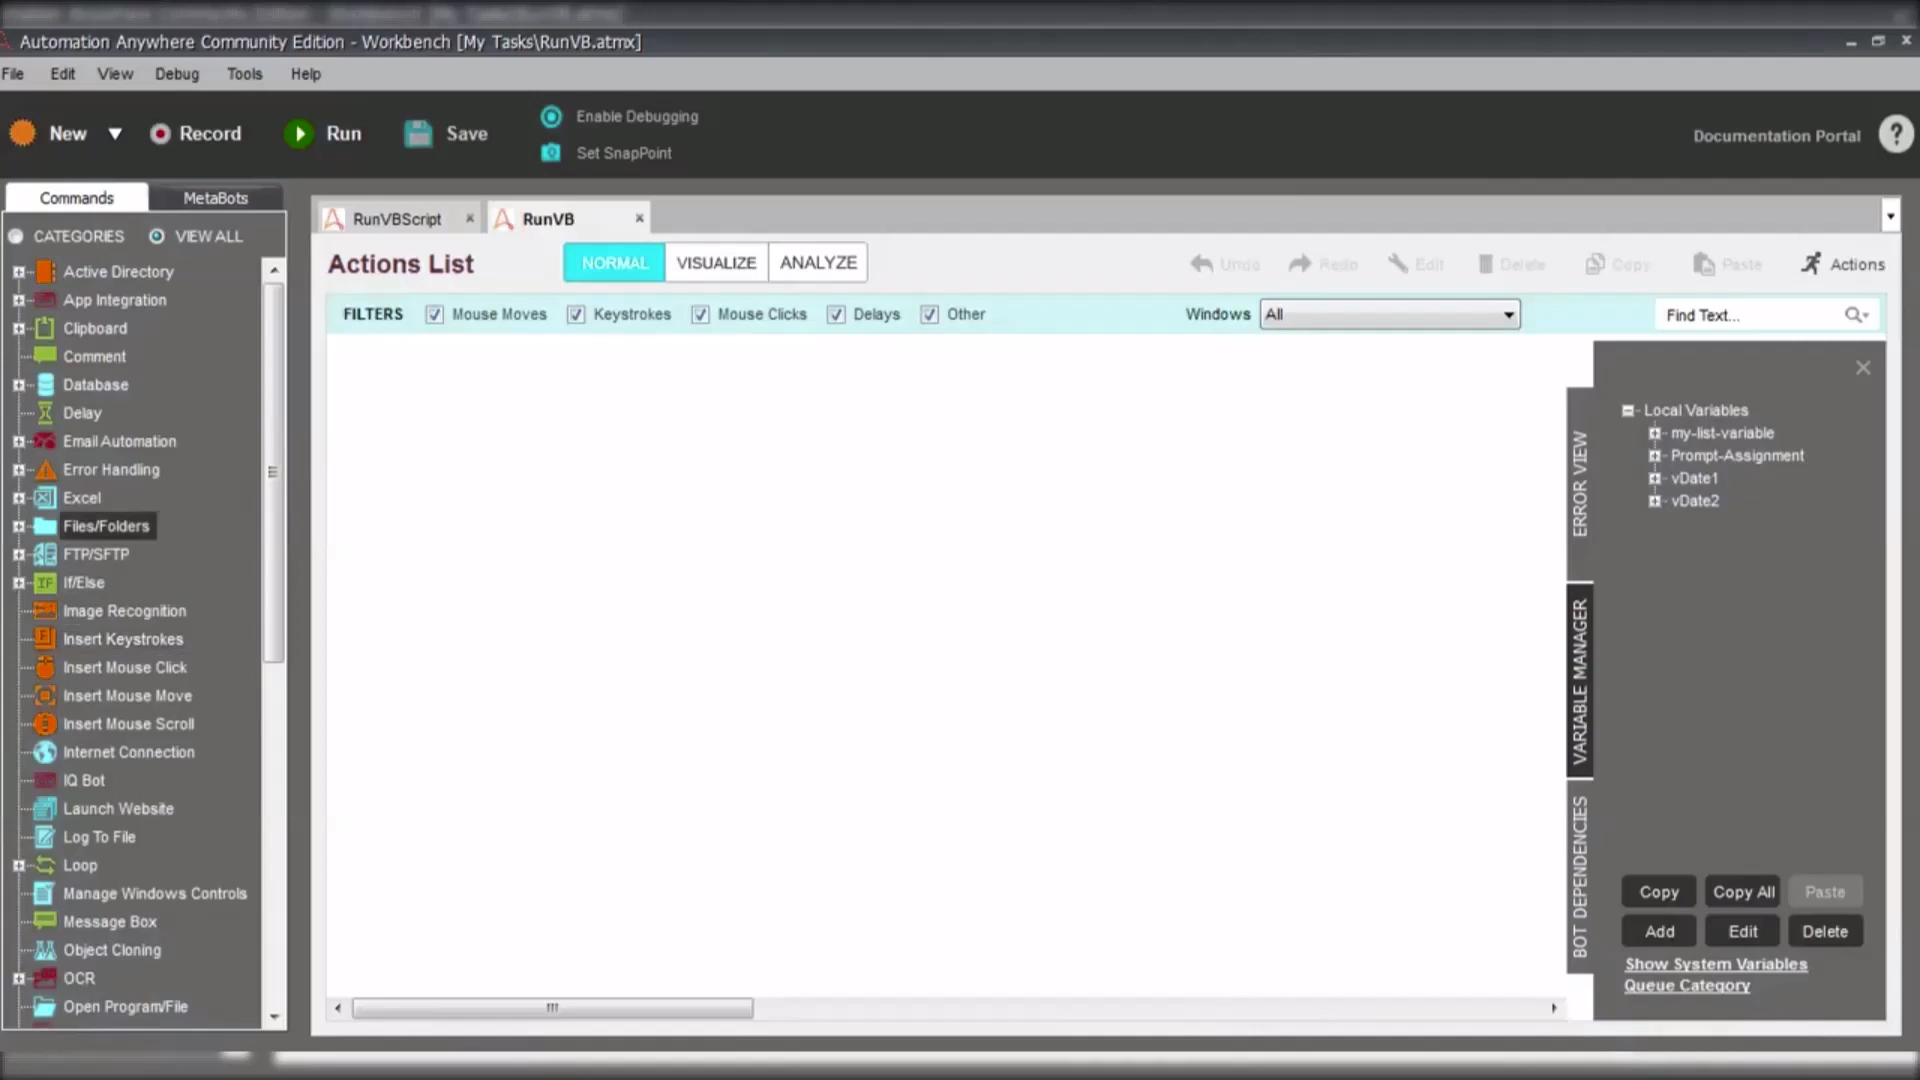 Automation Anywhere Community Edition - Workbench [My Tasks\RunVB.atmx]
File Edit View Debug Tools Help
New Record Run Save Enable Debugging
Set SnapPoint
Documentation Portal ?
Commands MetaBots
CATEGORIES VIEW ALL
Active Directory
App Integration
Clipboard
Comment
Database
Delay
Email Automation
Error Handling
Excel
Files/Folders
FTP/SFTP
If/Else
Image Recognition
Insert Keystrokes
Insert Mouse Click
Insert Mouse Move
Insert Mouse Scroll
Internet Connection
IQ Bot
Launch Website
Log To File
Loop
Manage Windows Controls
Message Box
Object Cloning
OCR
Open Program/File
RunVBScript RunVB
Actions List NORMAL VISUALIZE ANALYZE Undo Redo Edit Delete Copy Paste Actions
FILTERS Mouse Moves Keystrokes Mouse Clicks Delays Other Windows All Find Text...
ERROR VIEW
VARIABLE MANAGER
BOT DEPENDENCIES
Local Variables
my-list-variable
Prompt-Assignment
vDate1
vDate2
Copy Copy All Paste
Add Edit Delete
Show System Variables
Queue Category